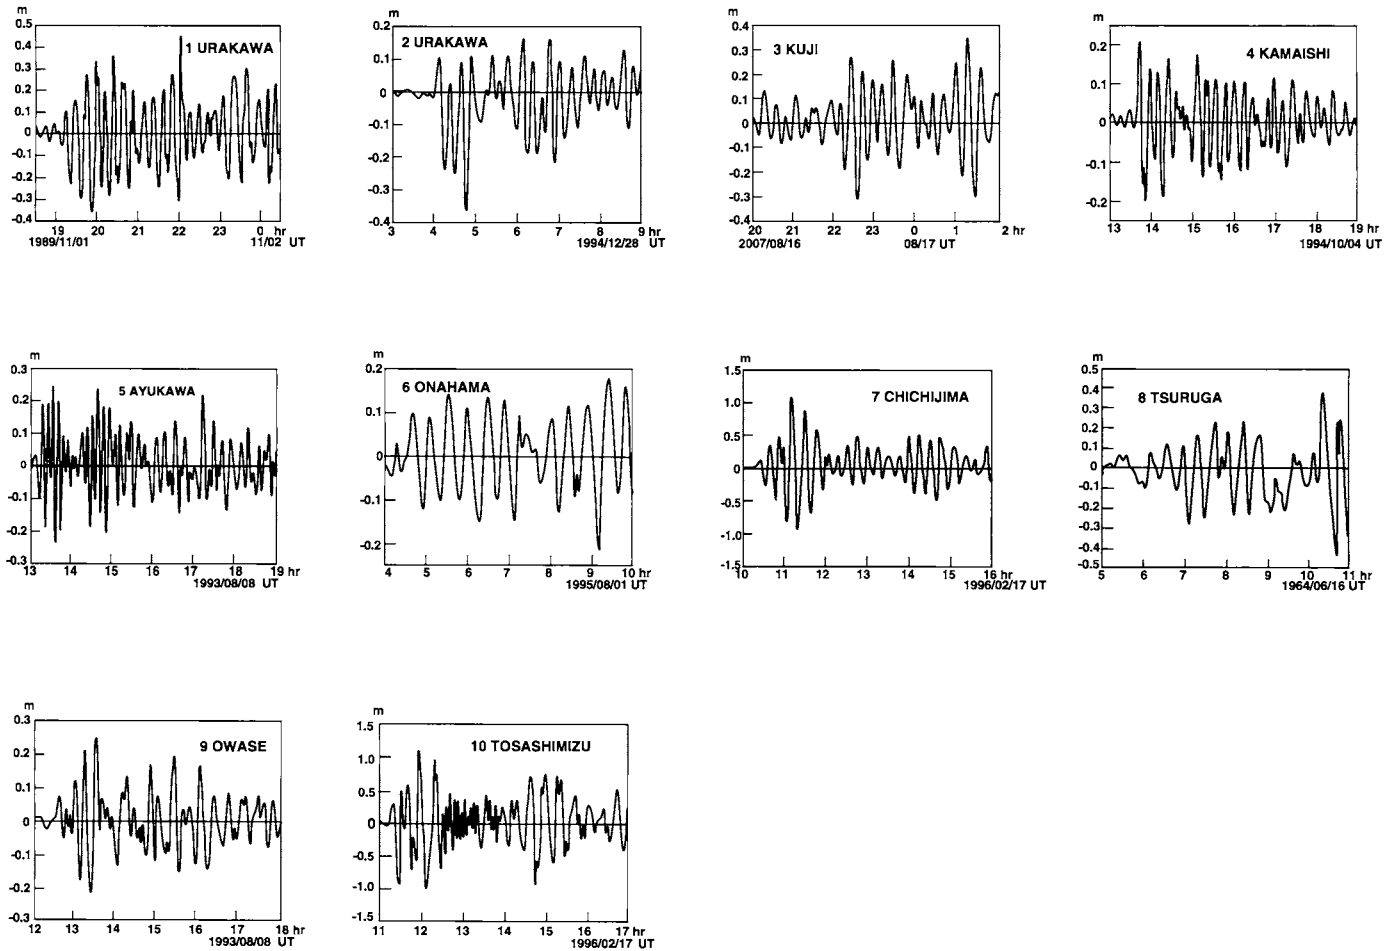 m
0.5
0.4
0.3
0.2
0.1
0
-0.1
-0.2
-0.3
-0.4
1 URAKAWA
19 20 21 22 23 0 hr
1989/11/01 11/02 UT
m
0.2
0.1
0
-0.1
-0.2
-0.3
-0.4
2 URAKAWA
3 4 5 6 7 8 9 hr
1994/12/28 UT
m
0.4
0.3
0.2
0.1
0
-0.1
-0.2
-0.3
-0.4
3 KUJI
20 21 22 23 0 1 2 hr
2007/08/16 08/17 UT
m
0.2
0.1
0
-0.1
-0.2
4 KAMAISHI
13 14 15 16 17 18 19 hr
1994/10/04 UT
m
0.3
0.2
0.1
0
-0.1
-0.2
-0.3
5 AYUKAWA
13 14 15 16 17 18 19 hr
1993/08/08 UT
m
0.2
0.1
0
-0.1
-0.2
6 ONAHAMA
4 5 6 7 8 9 10 hr
1995/08/01 UT
m
1.5
1.0
0.5
0
-0.5
-1.0
-1.5
7 CHICHIJIMA
10 11 12 13 14 15 16 hr
1996/02/17 UT
m
0.5
0.4
0.3
0.2
0.1
0
-0.1
-0.2
-0.3
-0.4
-0.5
8 TSURUGA
5 6 7 8 9 10 11 hr
1964/06/16 UT
m
0.3
0.2
0.1
0
-0.1
-0.2
-0.3
9 OWASE
12 13 14 15 16 17 18 hr
1993/08/08 UT
m
1.5
1.0
0.5
0
-0.5
-1.0
-1.5
10 TOSASHIMIZU
11 12 13 14 15 16 17 hr
1996/02/17 UT